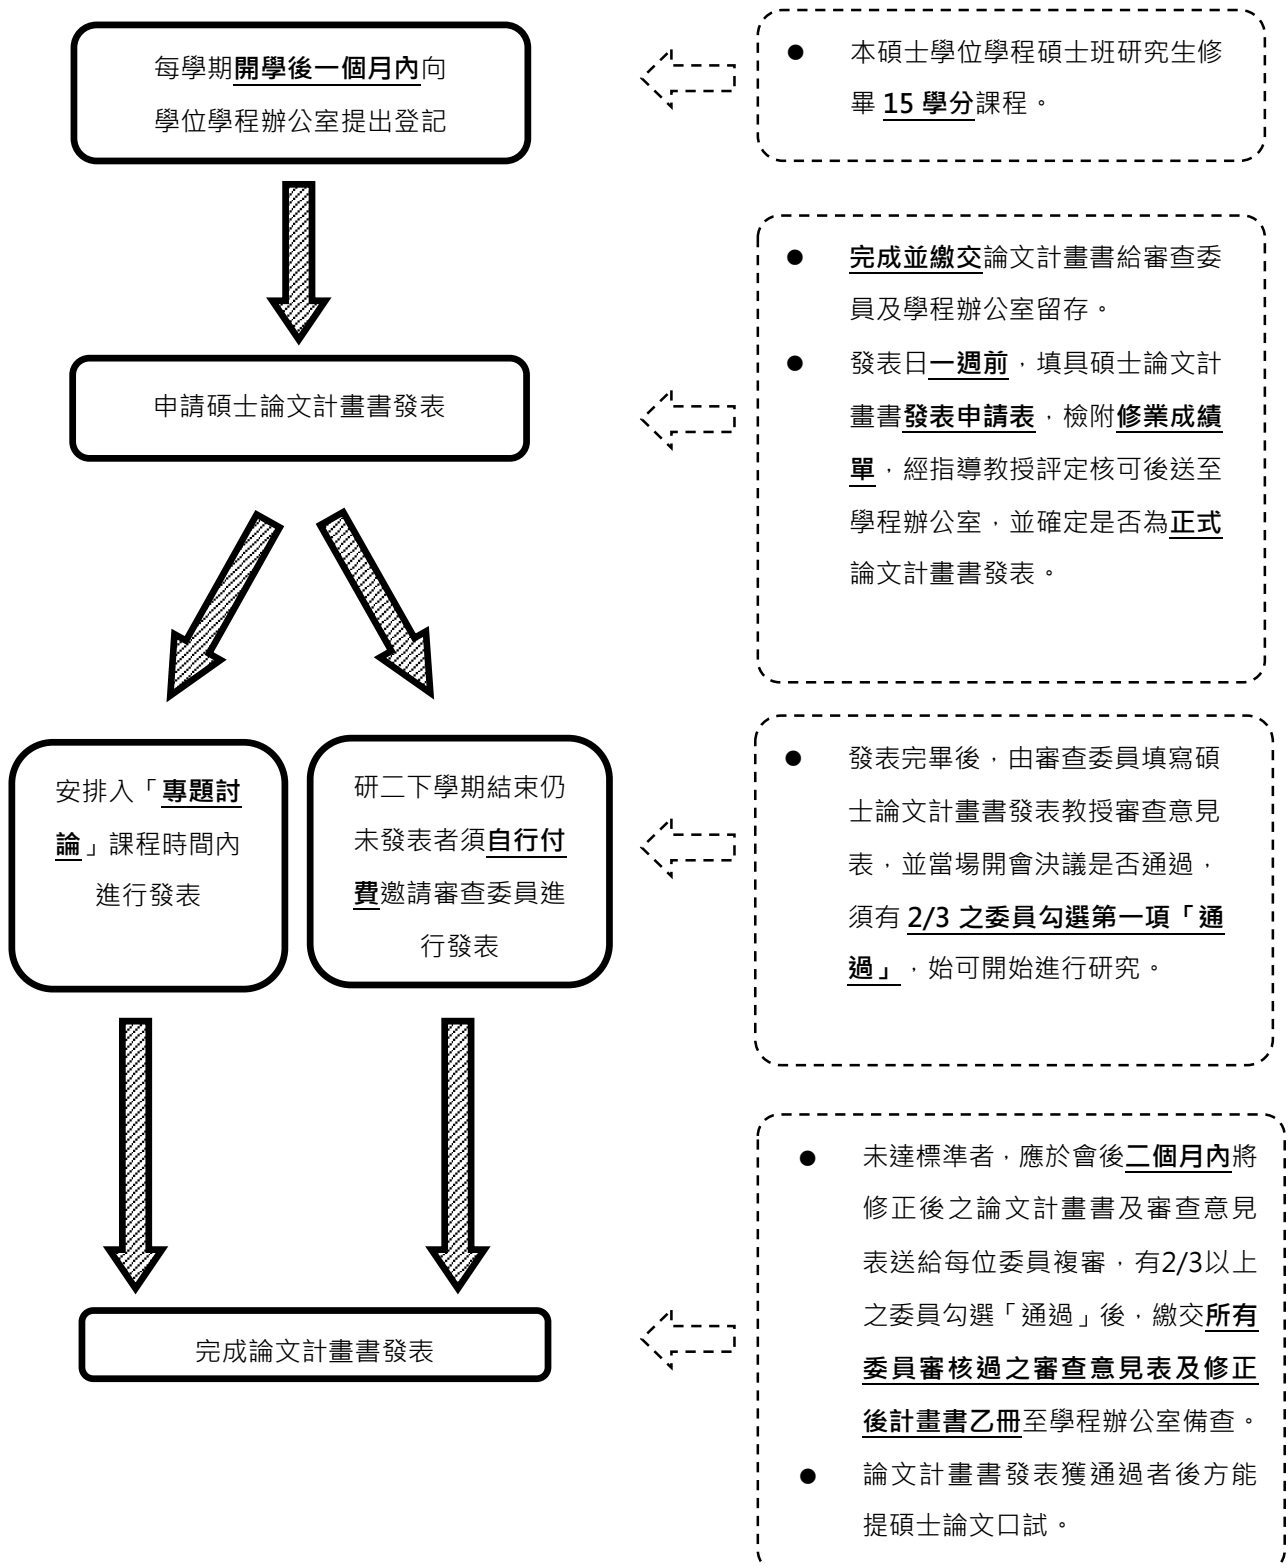 每學期開學後一個月內向
學位學程辦公室提出登記
● 本碩士學位學程碩士班研究生修
畢 15 學分課程。
申請碩士論文計畫書發表
● 完成並繳交論文計畫書給審查委
員及學程辦公室留存。
● 發表日一週前，填具碩士論文計
畫書發表申請表，檢附修業成績
單，經指導教授評定核可後送至
學程辦公室，並確定是否為正式
論文計畫書發表。
安排入「專題討
論」課程時間內
進行發表
研二下學期結束仍
未發表者須自行付
費邀請審查委員進
行發表
● 發表完畢後，由審查委員填寫碩
士論文計畫書發表教授審查意見
表，並當場開會決議是否通過，
須有 2/3 之委員勾選第一項「通
過」，始可開始進行研究。
完成論文計畫書發表
● 未達標準者，應於會後二個月內將
修正後之論文計畫書及審查意見
表送給每位委員複審，有2/3以上
之委員勾選「通過」後，繳交所有
委員審核過之審查意見表及修正
後計畫書乙冊至學程辦公室備查。
● 論文計畫書發表獲通過者後方能
提碩士論文口試。